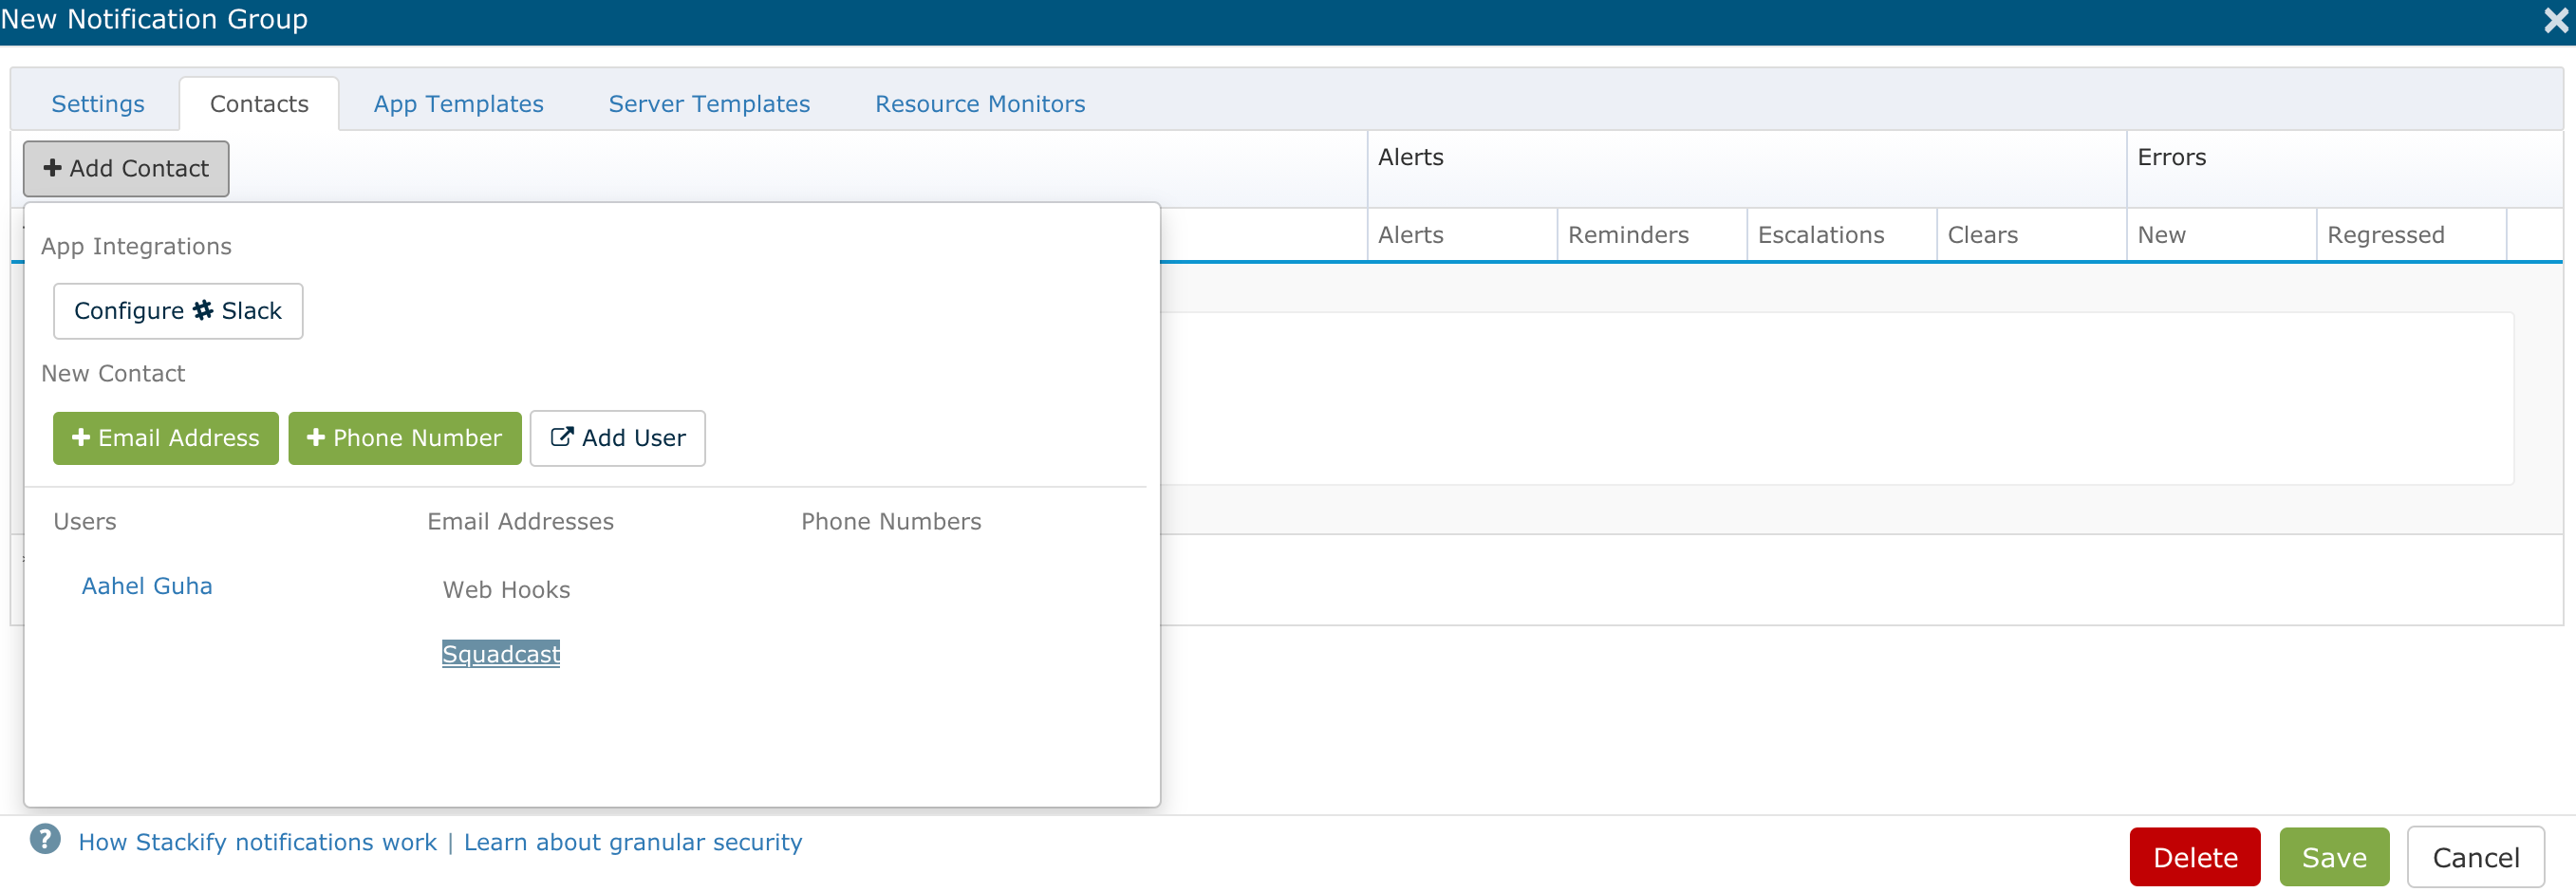 New Notification Group
Settings Contacts App Templates Server Templates Resource Monitors
Add Contact Alerts Errors
Alerts Reminders Escalations Clears New Regressed
App Integrations
Configure Slack
New Contact
Email Address Phone Number Add User
Users Email Addresses Phone Numbers
Aahel Guha Web Hooks
Squadcast
? How Stackify notifications work | Learn about granular security
Delete Save Cancel